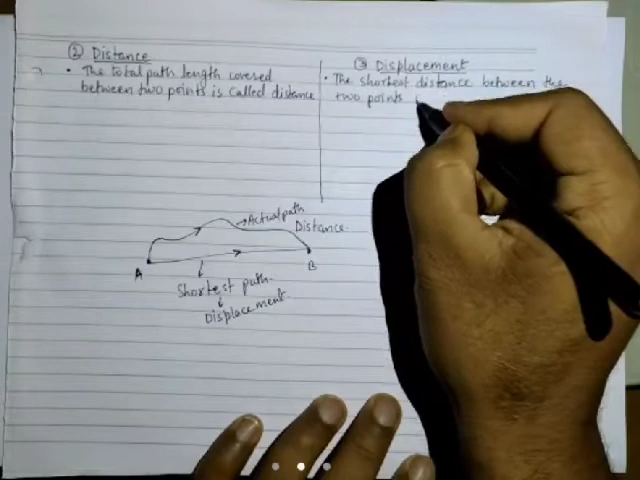 ② Distance
• The total path length covered
between two points is called distance
③ Displacement
• The shortest distance between the
two points
Actual path
Distance.
A
B
Shortest path.
Displacement.